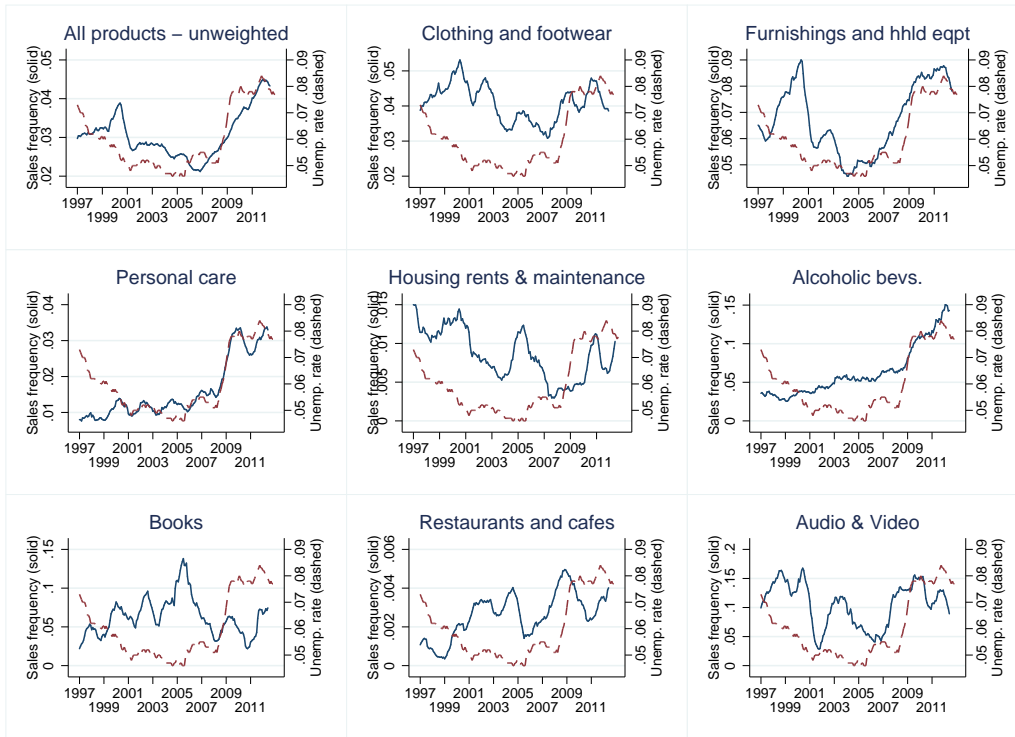 All products – unweighted
Sales frequency (solid)
.05
.04
.03
.02
.09
.08
.07
.06
.05
Unemp. rate (dashed)
1997 2001 2005 2009
1999 2003 2007 2011
Clothing and footwear
Sales frequency (solid)
.05
.04
.03
.02
.09
.08
.07
.06
.05
Unemp. rate (dashed)
1997 2001 2005 2009
1999 2003 2007 2011
Furnishings and hhld eqpt
Sales frequency (solid)
.09
.08
.07
.06
.05
.09
.08
.07
.06
.05
Unemp. rate (dashed)
1997 2001 2005 2009
1999 2003 2007 2011
Personal care
Sales frequency (solid)
.04
.03
.02
.01
.09
.08
.07
.06
.05
Unemp. rate (dashed)
1997 2001 2005 2009
1999 2003 2007 2011
Housing rents & maintenance
Sales frequency (solid)
.015
.01
.005
0
.09
.08
.07
.06
.05
Unemp. rate (dashed)
1997 2001 2005 2009
1999 2003 2007 2011
Alcoholic bevs.
Sales frequency (solid)
.15
.1
.05
0
.09
.08
.07
.06
.05
Unemp. rate (dashed)
1997 2001 2005 2009
1999 2003 2007 2011
Books
Sales frequency (solid)
.15
.1
.05
0
.09
.08
.07
.06
.05
Unemp. rate (dashed)
1997 2001 2005 2009
1999 2003 2007 2011
Restaurants and cafes
Sales frequency (solid)
.006
.004
.002
0
.09
.08
.07
.06
.05
Unemp. rate (dashed)
1997 2001 2005 2009
1999 2003 2007 2011
Audio & Video
Sales frequency (solid)
.2
.15
.1
.05
0
.09
.08
.07
.06
.05
Unemp. rate (dashed)
1997 2001 2005 2009
1999 2003 2007 2011